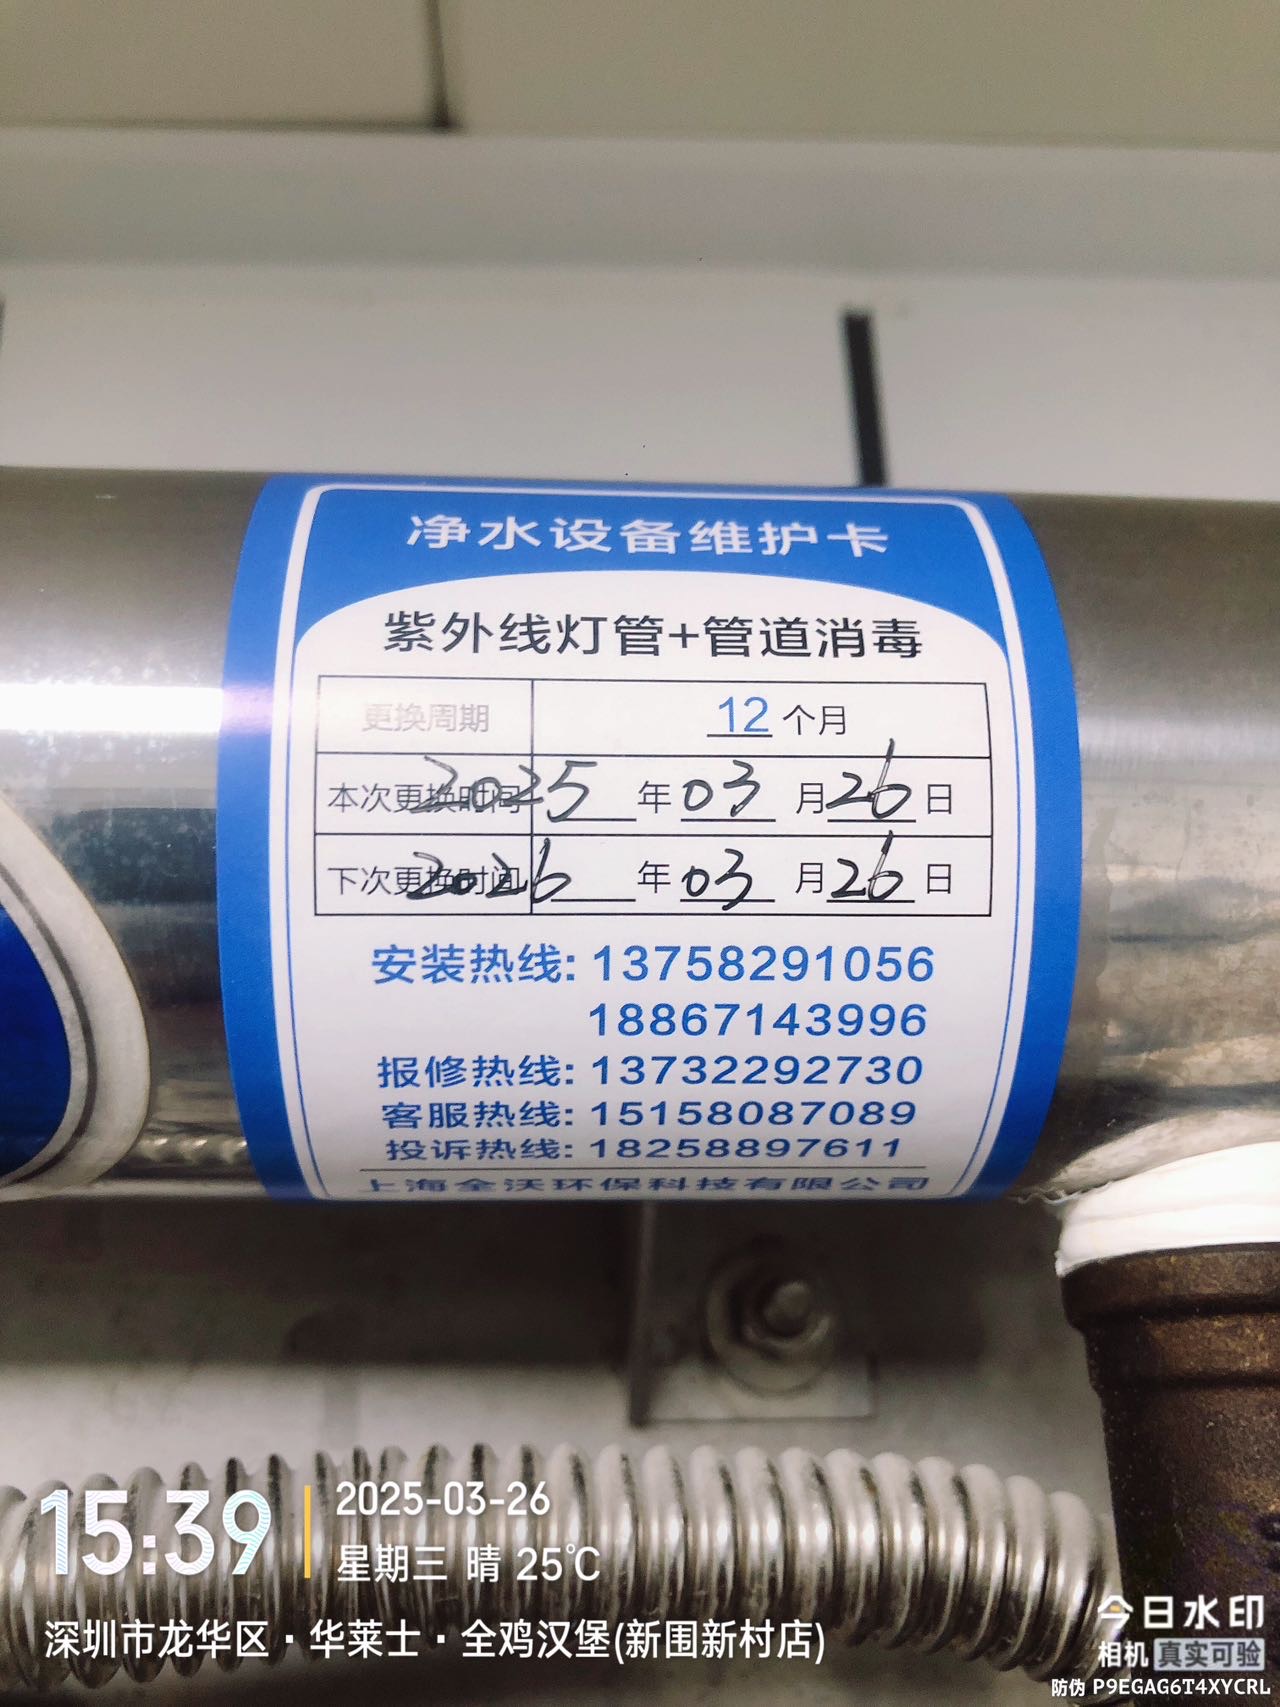 净水设备维护卡
紫外线灯管+管道消毒
更换周期 12 个月
本次更换时间 2025 年 03 月 26 日
下次更换时间 2026 年 03 月 26 日
安装热线: 13758291056
18867143996
报修热线: 13732292730
客服热线: 15158087089
投诉热线: 18258897611
上海全沃环保科技有限公司
15:39
2025-03-26
星期三 晴 25℃
深圳市龙华区·华莱士·全鸡汉堡(新围新村店)
今日水印
相机 真实可验
防伪 P9EGAG6T4XYCRL